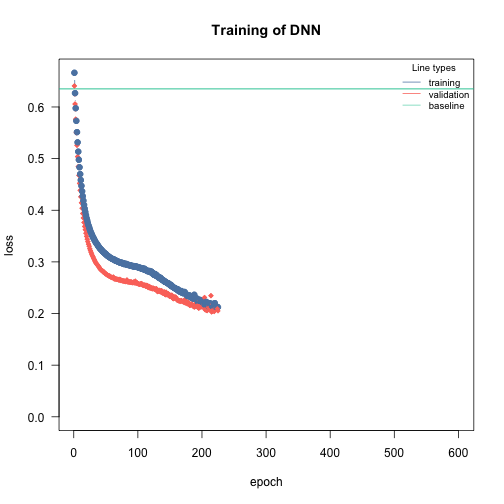 Training of DNN
Line types
training
validation
baseline
loss
0.6
0.5
0.4
0.3
0.2
0.1
0.0
0 100 200 300 400 500 600
epoch